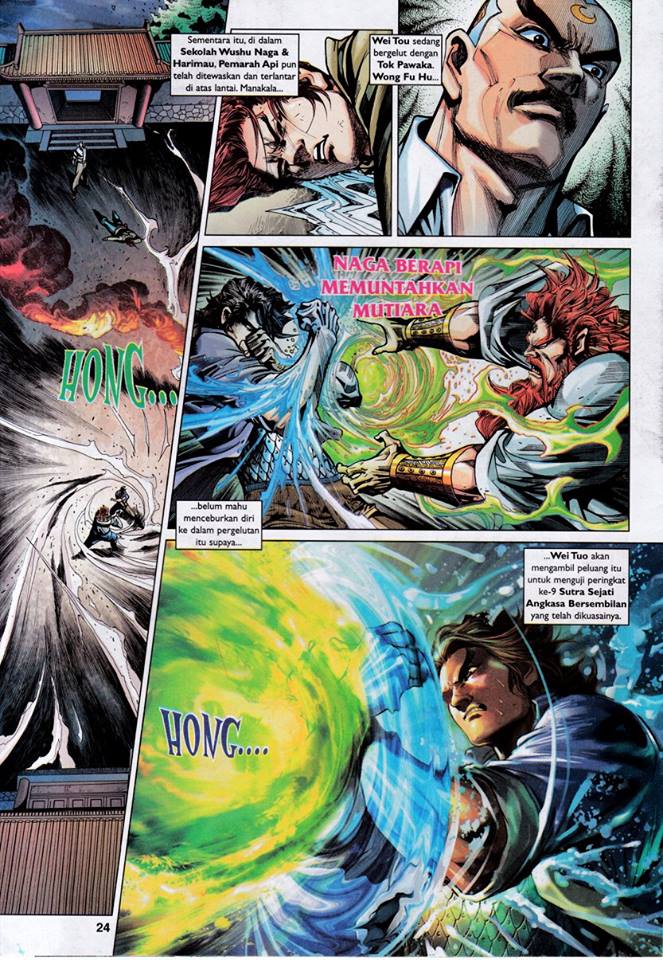 Sementara itu, di dalam
Sekolah Wushu Naga &
Harimau, Pemarah Api pun
telah ditewaskan dan terlantar
di atas lantai. Manakala...
Wei Tou sedang
bergelut dengan
Tok Pawaka.
Wong Fu Hu...
NAGA BERAPI
MEMUNTAHKAN
MUTIARA
HONG...
...belum mahu
menceburkan diri
ke dalam pergelutan
itu supaya...
...Wei Tuo akan
mengambil peluang itu
untuk menguji peringkat
ke-9 Sutra Sejati
Angkasa Bersembilan
yang telah dikuasainya.
HONG....
24